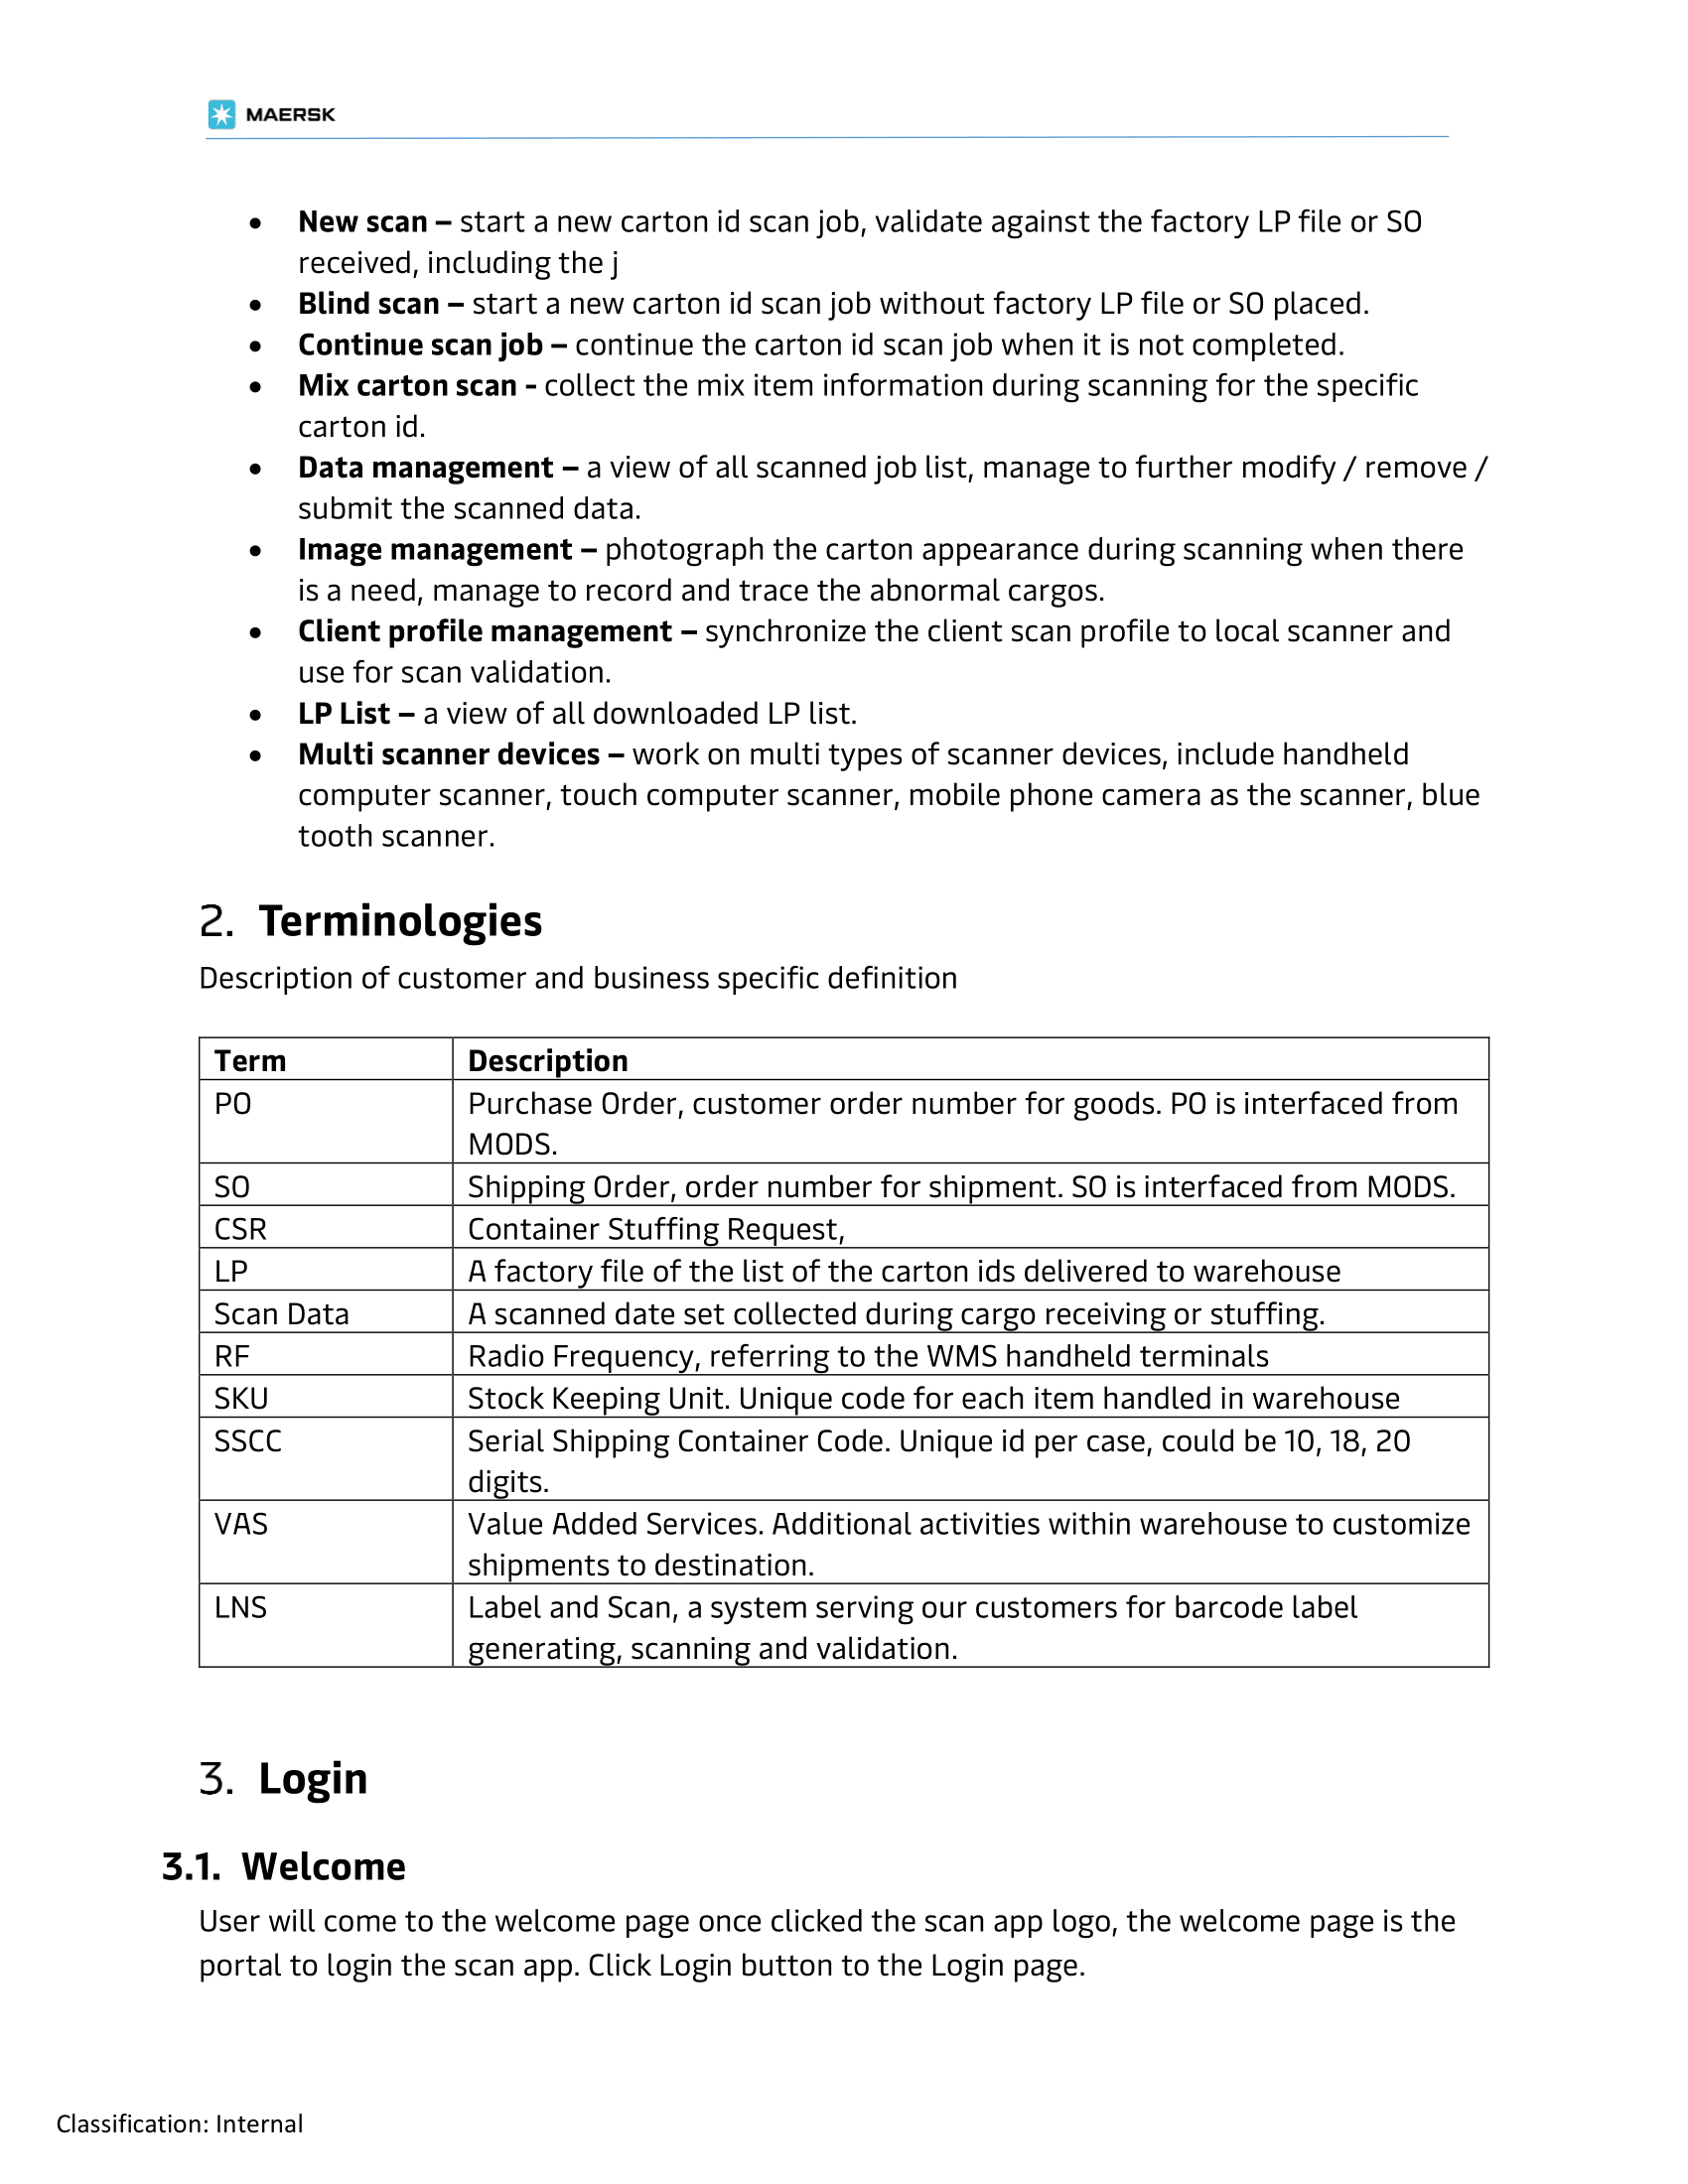 MAERSK
• New scan – start a new carton id scan job, validate against the factory LP file or SO
received, including the j
• Blind scan – start a new carton id scan job without factory LP file or SO placed.
• Continue scan job – continue the carton id scan job when it is not completed.
• Mix carton scan - collect the mix item information during scanning for the specific
carton id.
• Data management – a view of all scanned job list, manage to further modify / remove /
submit the scanned data.
• Image management – photograph the carton appearance during scanning when there
is a need, manage to record and trace the abnormal cargos.
• Client profile management – synchronize the client scan profile to local scanner and
use for scan validation.
• LP List – a view of all downloaded LP list.
• Multi scanner devices – work on multi types of scanner devices, include handheld
computer scanner, touch computer scanner, mobile phone camera as the scanner, blue
tooth scanner.
2. Terminologies
Description of customer and business specific definition
Term Description
PO Purchase Order, customer order number for goods. PO is interfaced from
MODS.
SO Shipping Order, order number for shipment. SO is interfaced from MODS.
CSR Container Stuffing Request,
LP A factory file of the list of the carton ids delivered to warehouse
Scan Data A scanned date set collected during cargo receiving or stuffing.
RF Radio Frequency, referring to the WMS handheld terminals
SKU Stock Keeping Unit. Unique code for each item handled in warehouse
SSCC Serial Shipping Container Code. Unique id per case, could be 10, 18, 20
digits.
VAS Value Added Services. Additional activities within warehouse to customize
shipments to destination.
LNS Label and Scan, a system serving our customers for barcode label
generating, scanning and validation.
3. Login
3.1. Welcome
User will come to the welcome page once clicked the scan app logo, the welcome page is the
portal to login the scan app. Click Login button to the Login page.
Classification: Internal